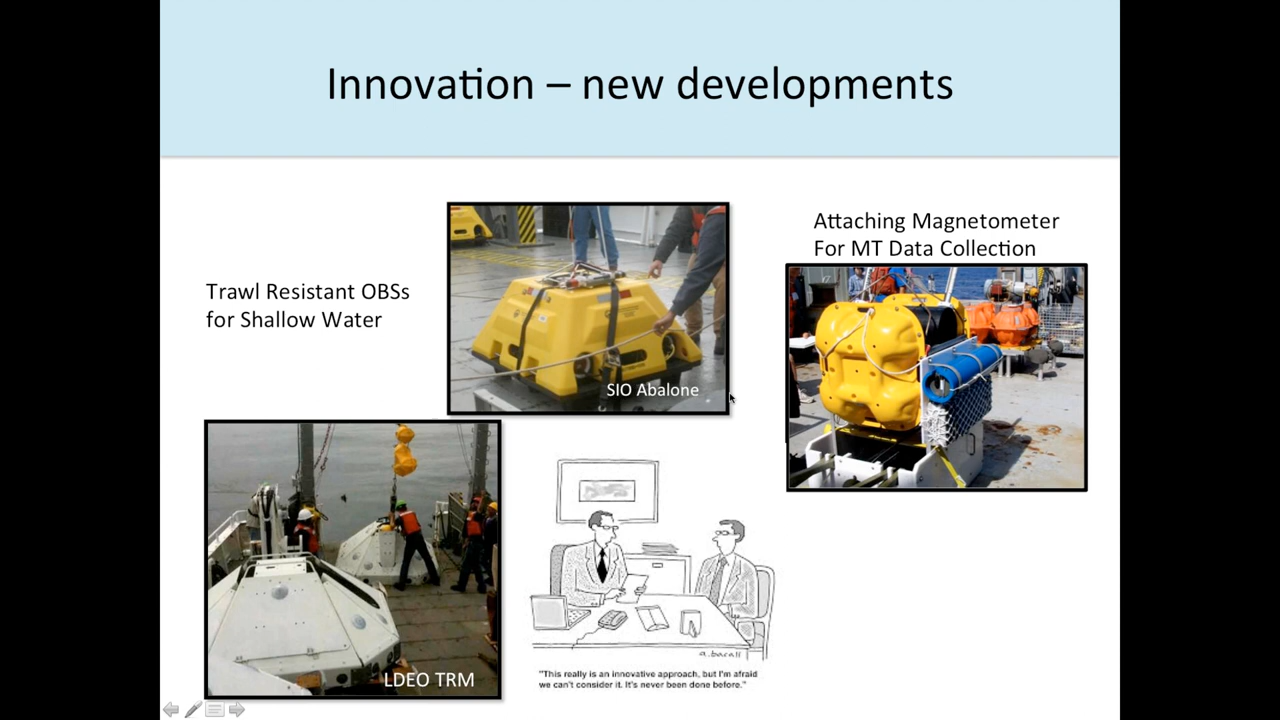 Innovation – new developments
Trawl Resistant OBSs
for Shallow Water
SIO Abalone
Attaching Magnetometer
For MT Data Collection
LDEO TRM
a.bacall
"This really is an innovative approach, but I'm afraid
we can't consider it. It's never been done before."